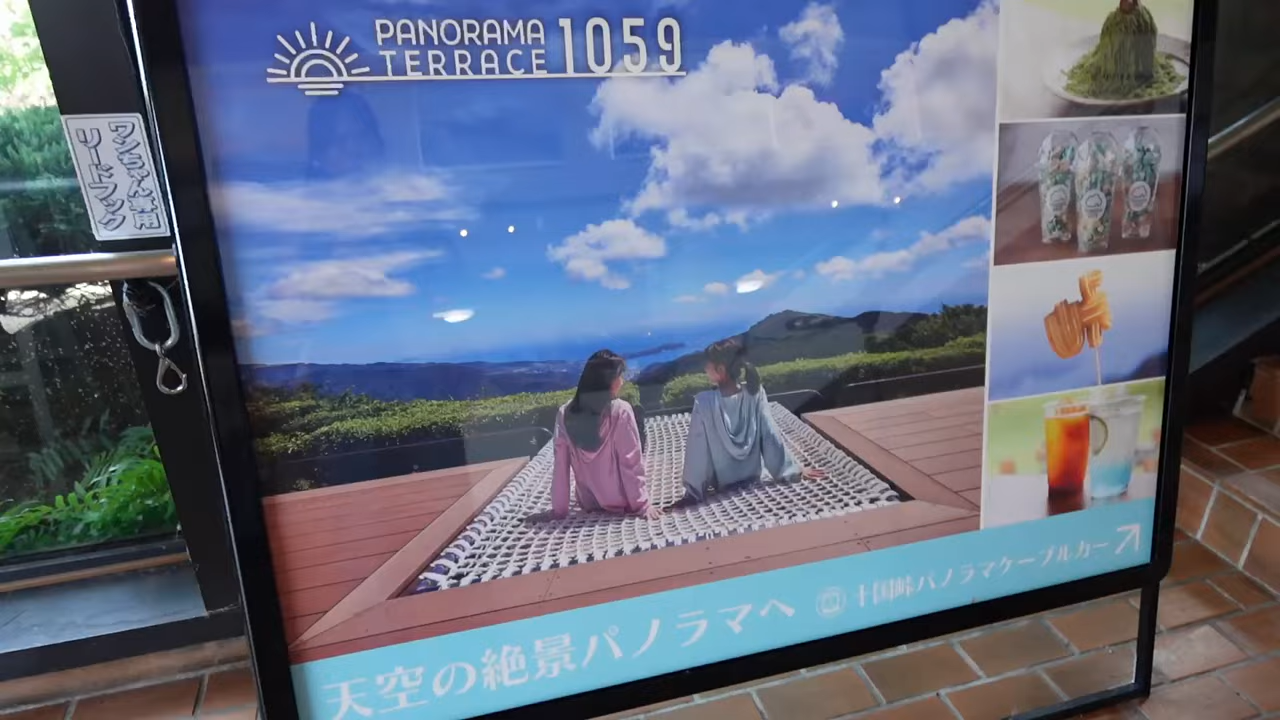 PANORAMA
TERRACE 1059
ワンちゃん専用
リードフック
天空の絶景パノラマへ
十国峠パノラマケーブルカー